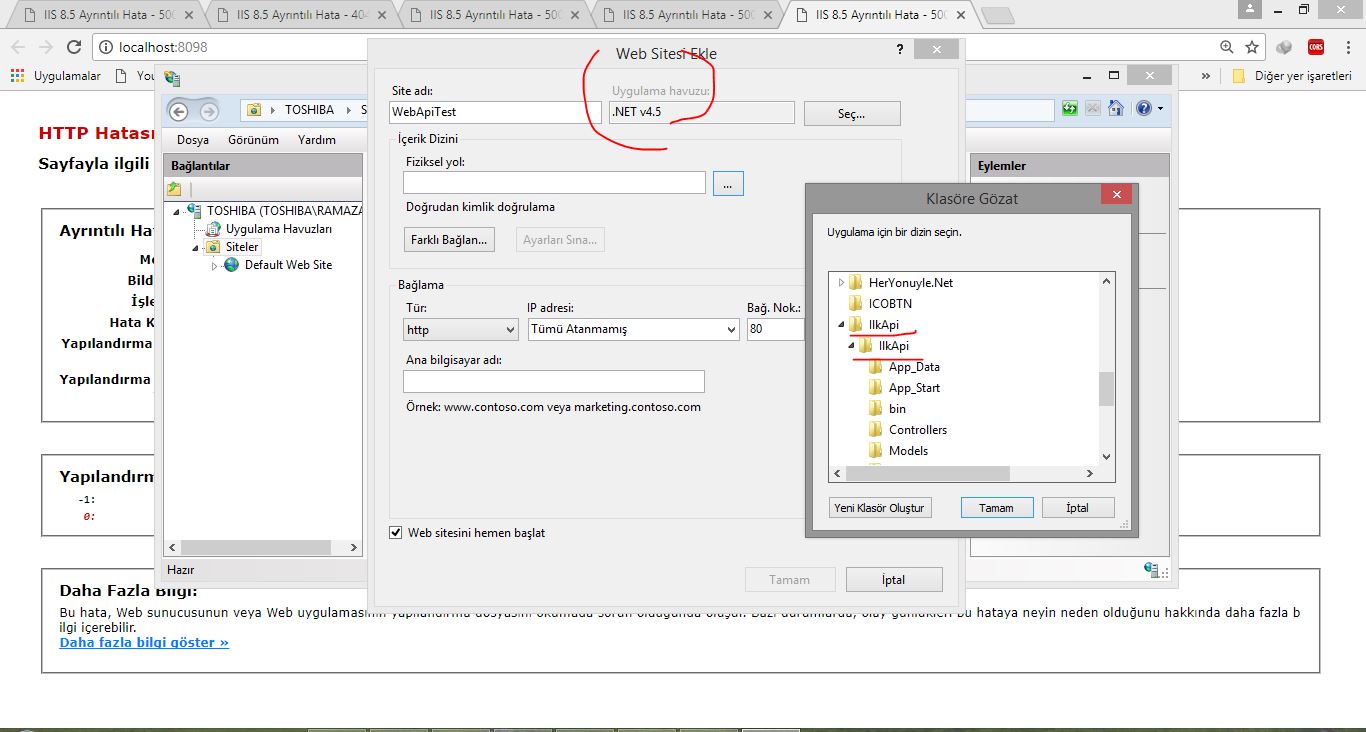 IIS 8.5 Ayrıntılı Hata - 500
IIS 8.5 Ayrıntılı Hata - 404
IIS 8.5 Ayrıntılı Hata - 500
IIS 8.5 Ayrıntılı Hata - 500
IIS 8.5 Ayrıntılı Hata - 500
localhost:8098
CORS
Uygulamalar
You
Diğer yer işaretleri
HTTP Hatası
Sayfayla ilgili
Ayrıntılı Ha
Mo
Bild
İşle
Hata K
Yapılandırma
Yapılandırma
Yapılandırm
-1:
0:
Daha Fazla Bilgi:
Bu hata, Web sunucusunun veya Web uygulamasının yapılandırma dosyasını okumada sorun olduğunda oluşur. Bazı durumlarda, olay günlükleri bu hataya neyin neden olduğunu hakkında daha fazla b
ilgi içerebilir.
Daha fazla bilgi göster »
TOSHIBA
S
Dosya
Görünüm
Yardım
Bağlantılar
TOSHIBA (TOSHIBA\RAMAZA
Uygulama Havuzları
Siteler
Default Web Site
Hazır
Eylemler
Web Sitesi Ekle
?
Site adı:
Uygulama havuzu:
WebApiTest
.NET v4.5
Seç...
İçerik Dizini
Fiziksel yol:
...
Doğrudan kimlik doğrulama
Farklı Bağlan...
Ayarları Sına...
Bağlama
Tür:
IP adresi:
Bağ. Nok.:
http
Tümü Atanmamış
80
Ana bilgisayar adı:
Örnek: www.contoso.com veya marketing.contoso.com
Web sitesini hemen başlat
Tamam
İptal
Klasöre Gözat
Uygulama için bir dizin seçin.
HerYonuyle.Net
ICOBTN
IlkApi
IlkApi
App_Data
App_Start
bin
Controllers
Models
Yeni Klasör Oluştur
Tamam
İptal